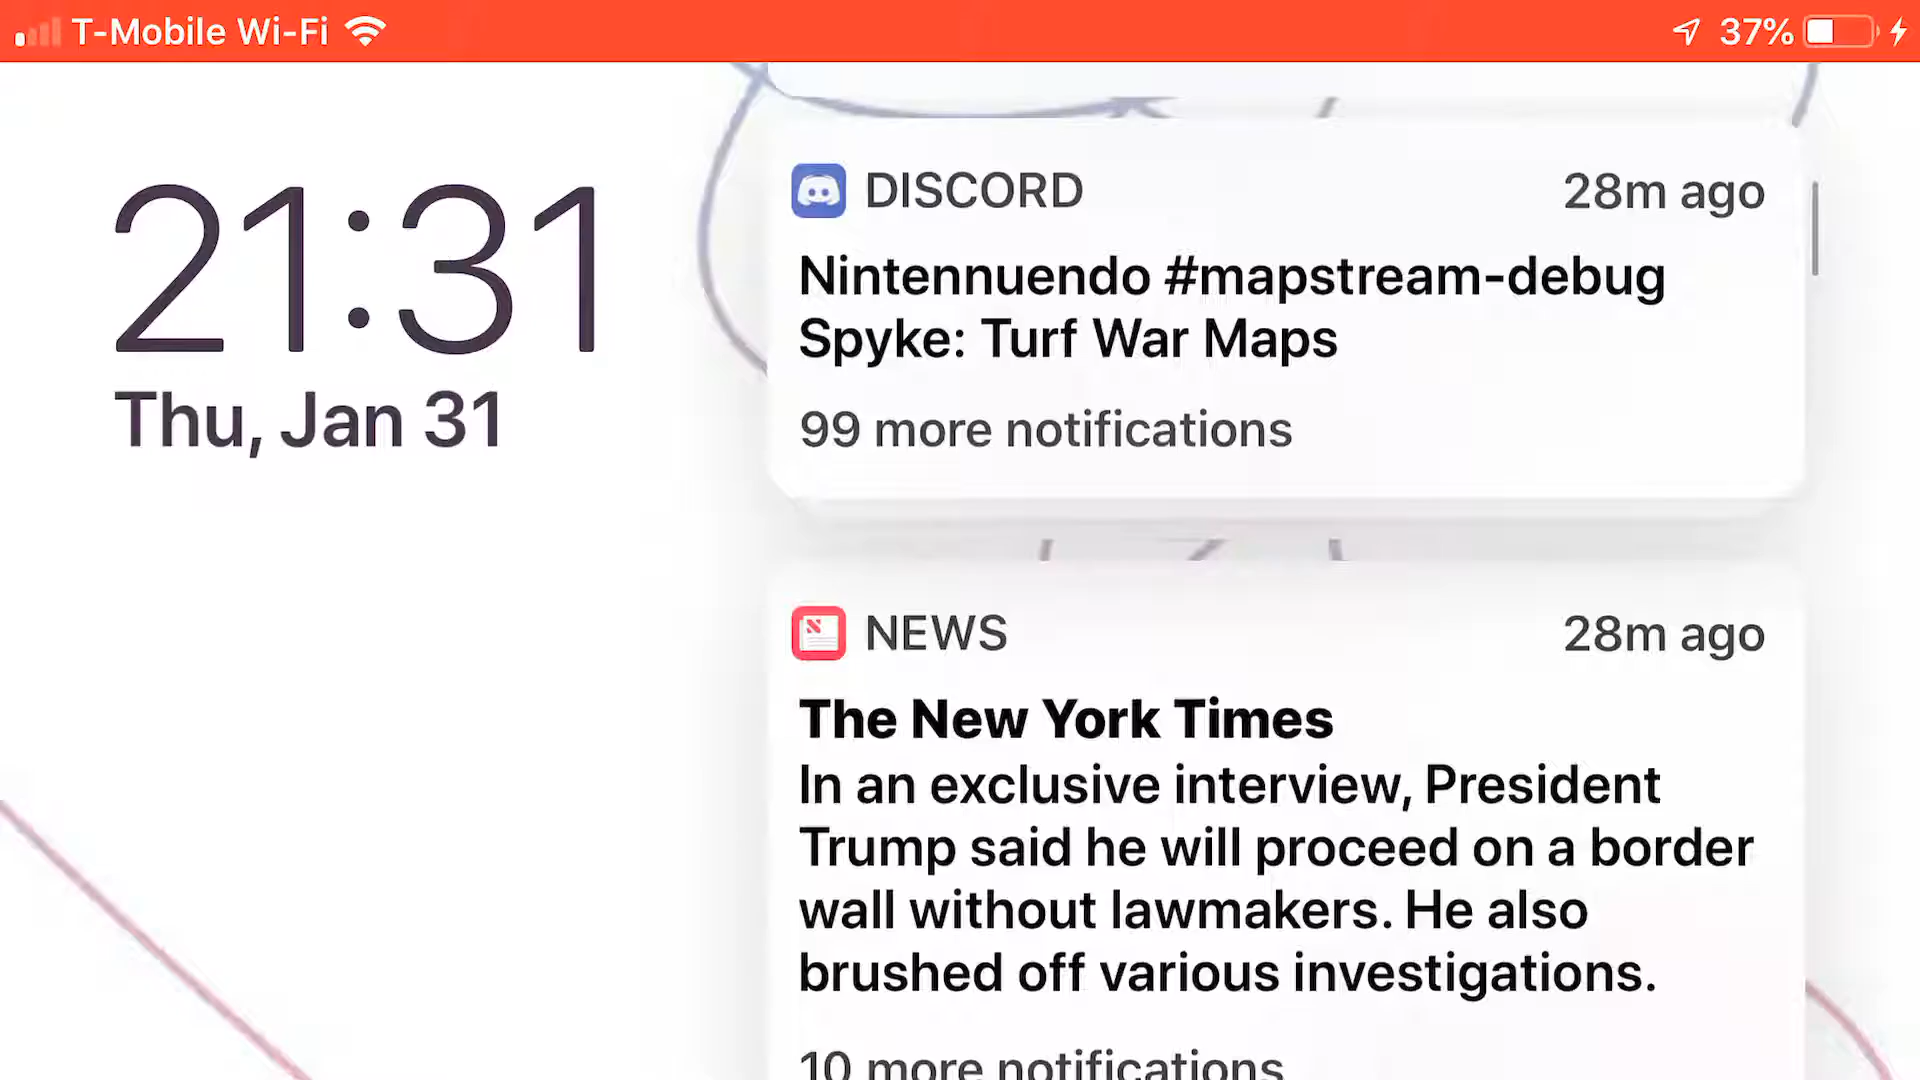 T-Mobile Wi-Fi
37%
21:31
Thu, Jan 31
DISCORD
28m ago
Nintennuendo #mapstream-debug
Spyke: Turf War Maps
99 more notifications
NEWS
28m ago
The New York Times
In an exclusive interview, President
Trump said he will proceed on a border
wall without lawmakers. He also
brushed off various investigations.
10 more notifications